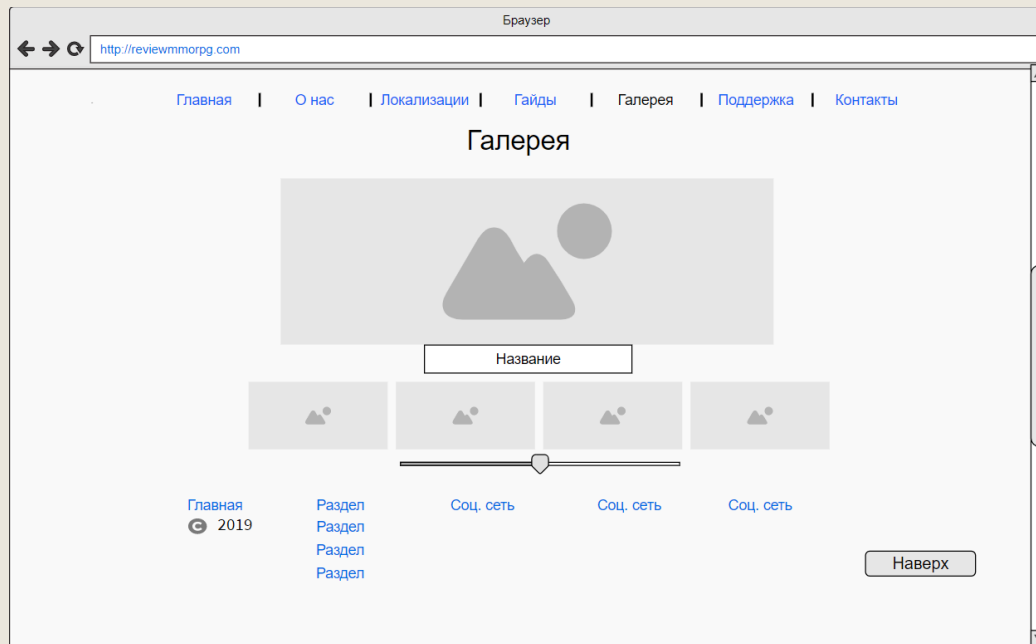 Браузер
http://reviewmmorpg.com
Главная | О нас | Локализации | Гайды | Галерея | Поддержка | Контакты
Галерея
Название
Главная Раздел Соц. сеть Соц. сеть Соц. сеть
© 2019 Раздел
Раздел
Раздел
Наверх